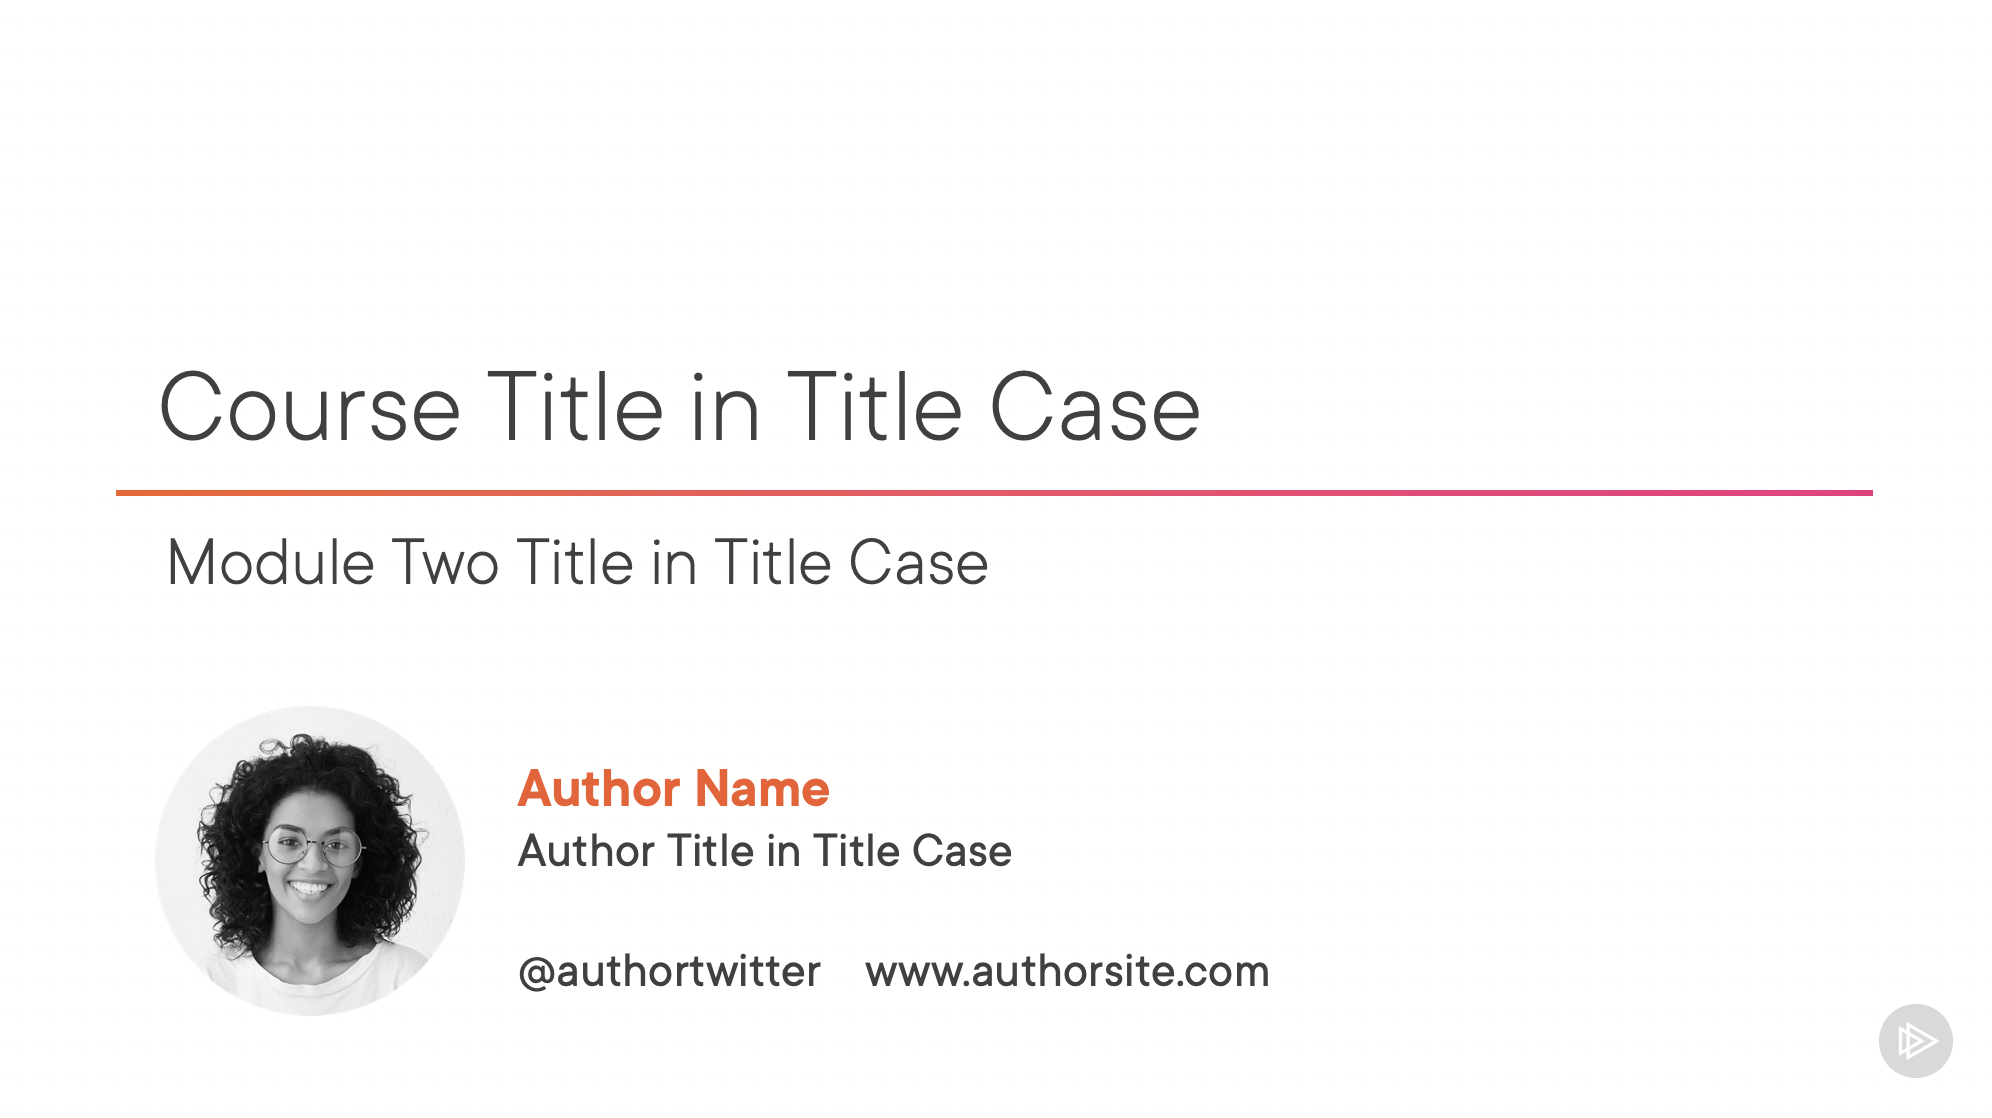 Course Title in Title Case
Module Two Title in Title Case
Author Name
Author Title in Title Case
@authortwitter www.authorsite.com